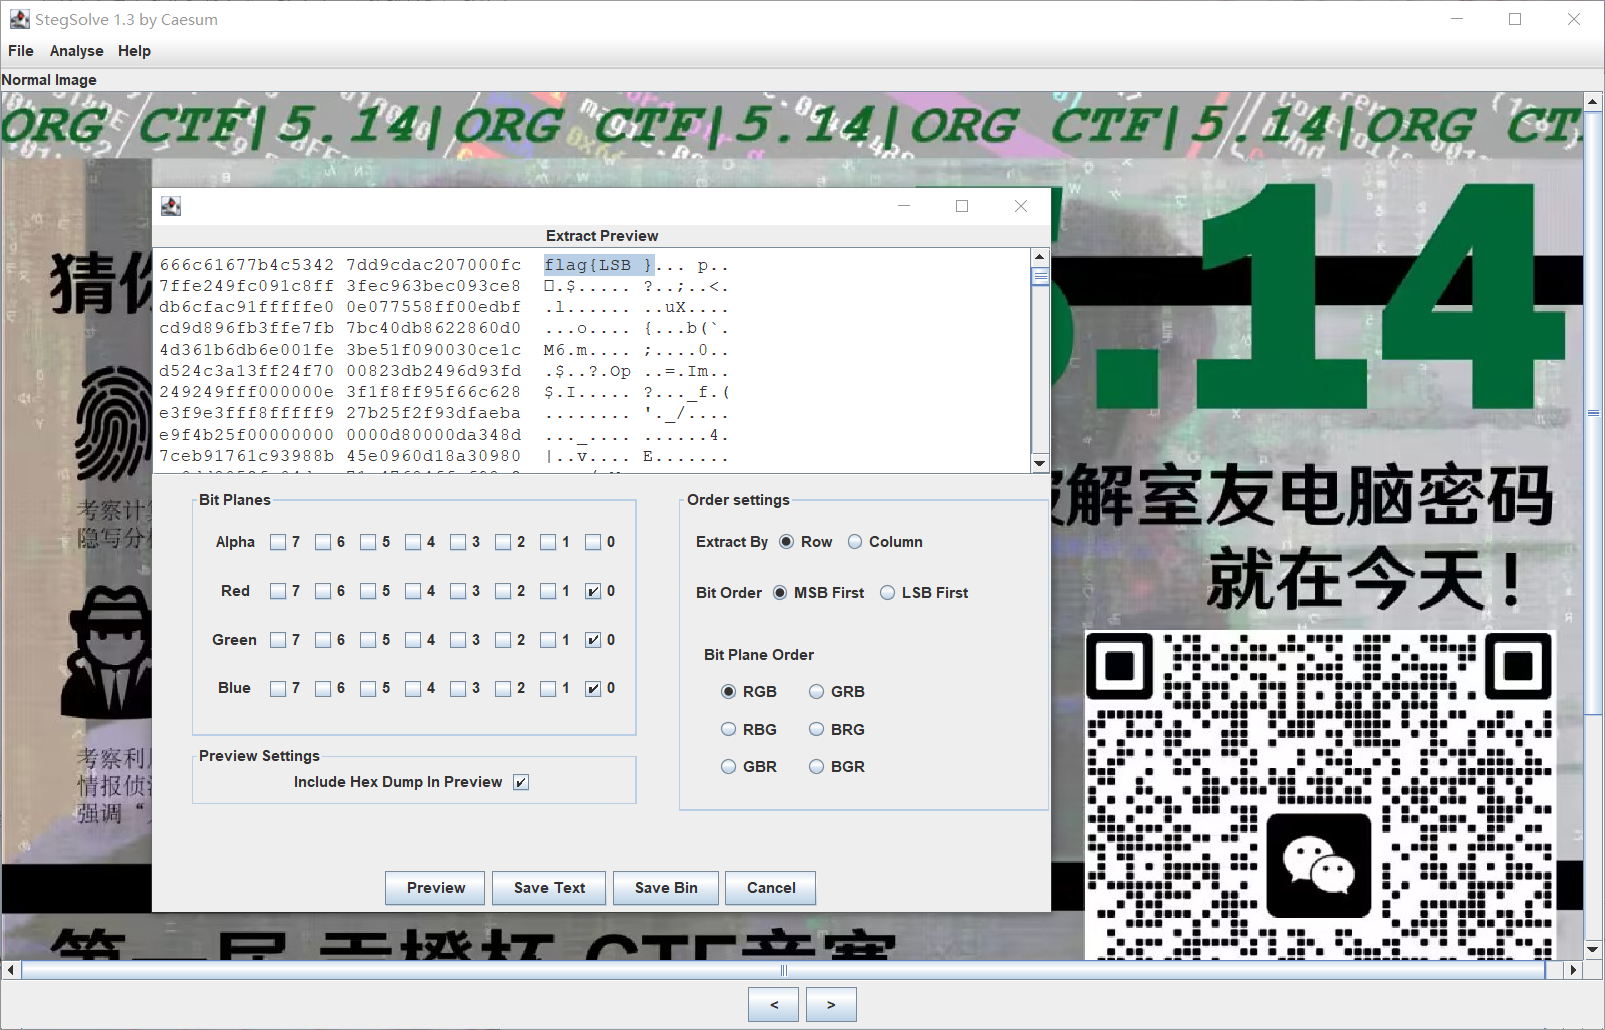 StegSolve 1.3 by Caesum
File Analyse Help
Normal Image
ORG CTF|5.14|ORG CTF|5.14|ORG CTF|5.14|ORG CT
5.14
猜你
Extract Preview
666c61677b4c5342 7dd9cdac207000fc flag{LSB }... p..
7ffe249fc091c8ff 3fec963bec093ce8 .$..... ?..;..<.
db6cfac91fffffe0 0e077558ff00edbf .l...... ..uX....
cd9d896fb3ffe7fb 7bc40db8622860d0 ...o.... {...b(`.
4d361b6db6e001fe 3be51f090030ce1c M6.m.... ;....0..
d524c3a13ff24f70 00823db2496d93fd .$..?.Op ..=.Im..
249249fff000000e 3f1f8ff95f66c628 $.I..... ?..._f.(
e3f9e3fff8fffff9 27b25f2f93dfaeba ........ '._/....
e9f4b25f00000000 0000d80000da348d ..._.... ......4.
7ceb91761c93988b 45e0960d18a30980 |..v.... E.......
Bit Planes
Alpha 7 6 5 4 3 2 1 0
Red 7 6 5 4 3 2 1 0
Green 7 6 5 4 3 2 1 0
Blue 7 6 5 4 3 2 1 0
Preview Settings
Include Hex Dump In Preview
Order settings
Extract By Row Column
Bit Order MSB First LSB First
Bit Plane Order
RGB GRB
RBG BRG
GBR BGR
Preview Save Text Save Bin Cancel
考察计算
隐写分析
考察利用
情报侦
强调“
破解室友电脑密码
就在今天！
第一届 贡橙杯 CTF竞赛
< >